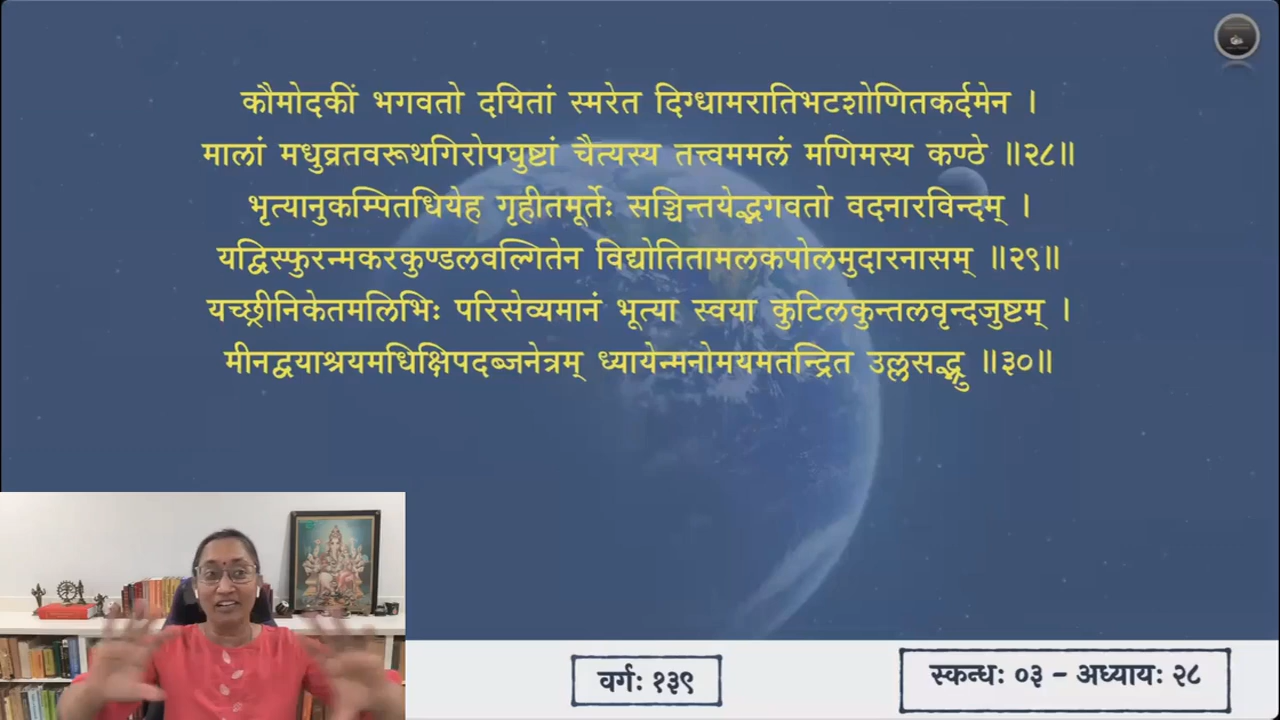 कौमोदकीं भगवतो दयितां स्मरेत दिग्धामरातिभटशोणितकर्दमेन ।
मालां मधुव्रतवरूथगिरोपघुष्टां चैत्यस्य तत्त्वममलं मणिमस्य कण्ठे ॥२८॥
भृत्यानुकम्पितधियेह गृहीतमूर्तेः सञ्चिन्तयेद्भगवतो वदनारविन्दम् ।
यद्विस्फुरन्मकरकुण्डलवल्गितेन विद्योतितामलकपोलमुदारनासम् ॥२९॥
यच्छ्रीनिकेतमलिभिः परिसेव्यमानं भूत्या स्वया कुटिलकुन्तलवृन्दजुष्टम् ।
मीनद्वयाश्रयमधिक्षिपदब्जनेत्रम् ध्यायेन्मनोमयमतन्द्रित उल्लसद्भ्रु ॥३०॥
वर्गः १३९
स्कन्धः ०३ - अध्यायः २८